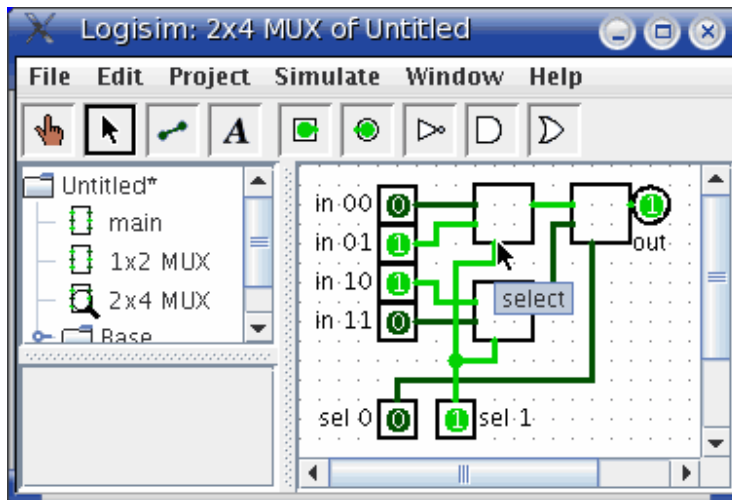 Logisim: 2x4 MUX of Untitled
File Edit Project Simulate Window Help
A
Untitled*
main
1x2 MUX
2x4 MUX
Base
in 00 0
in 01 1
in 10 1
in 11 0
1
out
select
sel 0 0 1 sel 1